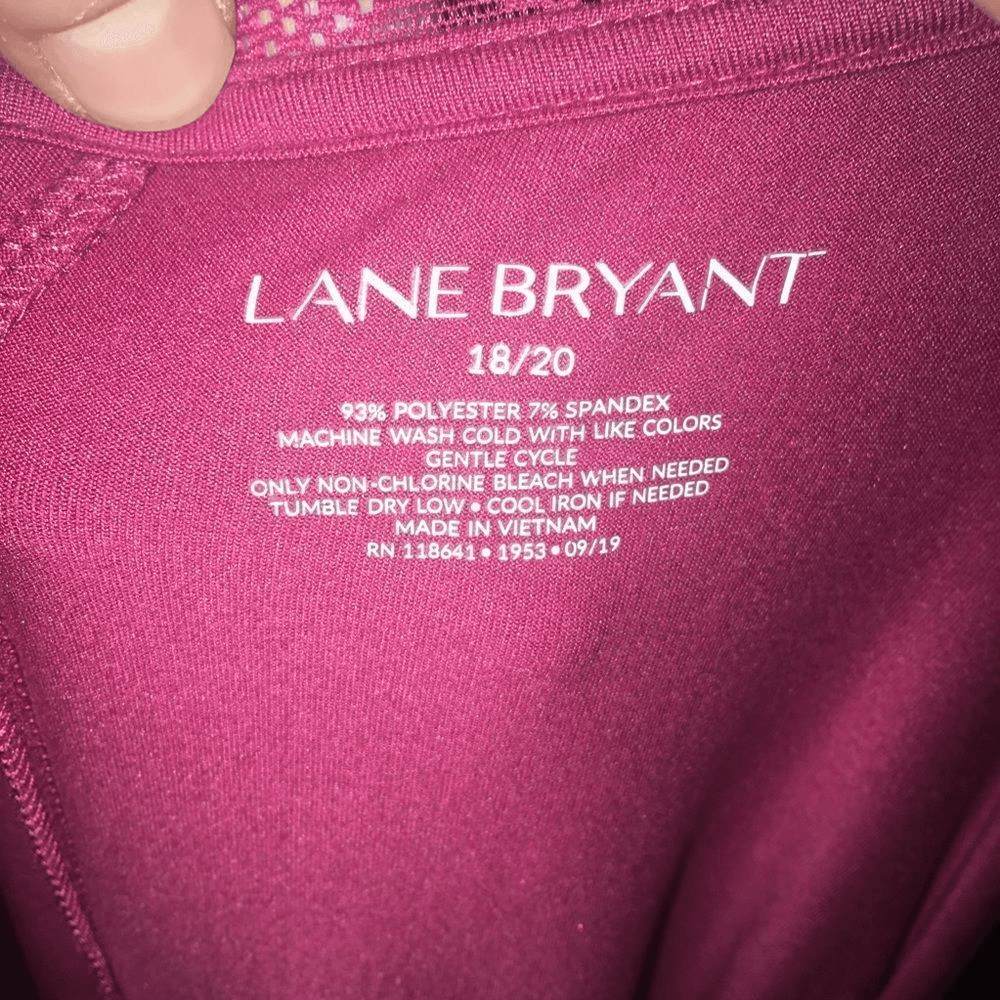 LANE BRYANT
18/20
93% POLYESTER 7% SPANDEX
MACHINE WASH COLD WITH LIKE COLORS
GENTLE CYCLE
ONLY NON-CHLORINE BLEACH WHEN NEEDED
TUMBLE DRY LOW • COOL IRON IF NEEDED
MADE IN VIETNAM
RN 118641 • 1953 • 09/19